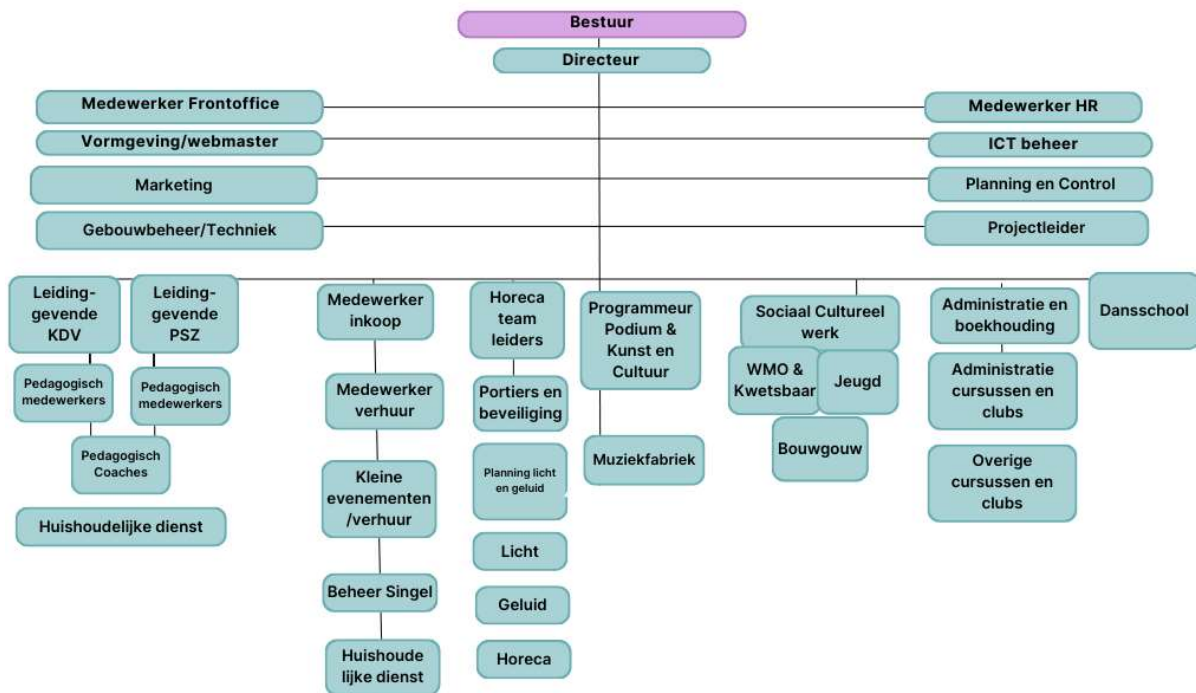 Bestuur
Directeur
Medewerker Frontoffice
Medewerker HR
Vormgeving/webmaster
ICT beheer
Marketing
Planning en Control
Gebouwbeheer/Techniek
Projectleider
Leiding-
gevende
KDV
Leiding-
gevende
PSZ
Medewerker
inkoop
Horeca
team
leiders
Programmeur
Podium &
Kunst en
Cultuur
Sociaal Cultureel
werk
Administratie en
boekhouding
Dansschool
Pedagogisch
medewerkers
Pedagogisch
medewerkers
Medewerker
verhuur
Portiers en
beveiliging
WMO &
Kwetsbaar
Jeugd
Administratie
cursussen en
clubs
Pedagogisch
Coaches
Kleine
evenementen
/verhuur
Planning licht
en geluid
Muziekfabriek
Bouwgouw
Overige
cursussen en
clubs
Huishoudelijke dienst
Licht
Beheer Singel
Geluid
Huishoude
lijke dienst
Horeca